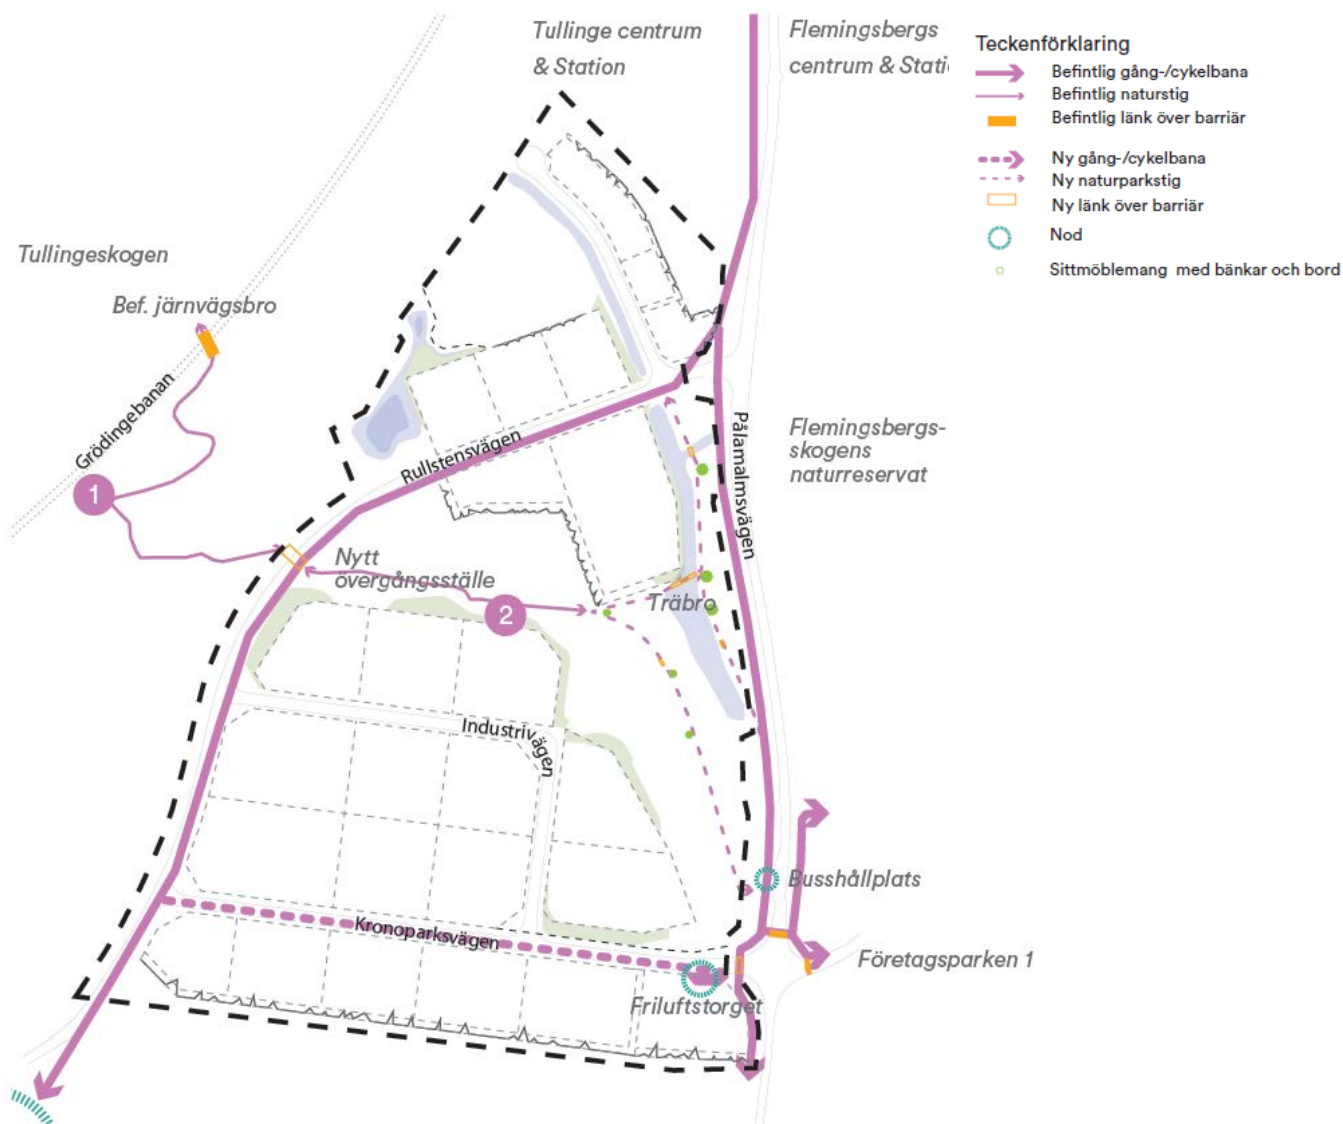 Tullinge centrum
& Station
Flemingsbergs
centrum & Stati
Teckenförklaring
Befintlig gång-/cykelbana
Befintlig naturstig
Befintlig länk över barriär
Ny gång-/cykelbana
Ny naturparkstig
Ny länk över barriär
Nod
Sittmöblemang med bänkar och bord
Tullingeskogen
Bef. järnvägsbro
Grödingebanan
1
Rullstensvägen
Pålamalmsvägen
Flemingsbergs-
skogens
naturreservat
Nytt
övergångsställe
2
Träbro
Industrivägen
Busshållplats
Kronoparksvägen
Företagsparken 1
Friluftstorget